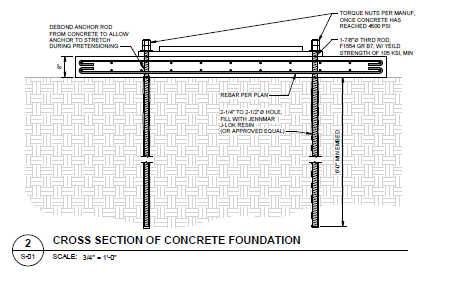 DEBOND ANCHOR ROD
FROM CONCRETE TO ALLOW
ANCHOR TO STRETCH
DURING PRETENSIONING
TORQUE NUTS PER MANUF,
ONCE CONCRETE HAS
REACHED 4500 PSI
1-7/8"Ø THRD ROD,
F1554 GR B7, W/ YEILD
STRENGTH OF 105 KSI, MIN
REBAR PER PLAN
2-1/4" TO 2-1/2" Ø HOLE,
FILL WITH JENNMAR
J-LOK RESIN
(OR APPROVED EQUAL)
6'0" MIN EMBED.
2
S-01
CROSS SECTION OF CONCRETE FOUNDATION
SCALE: 3/4" = 1'-0"